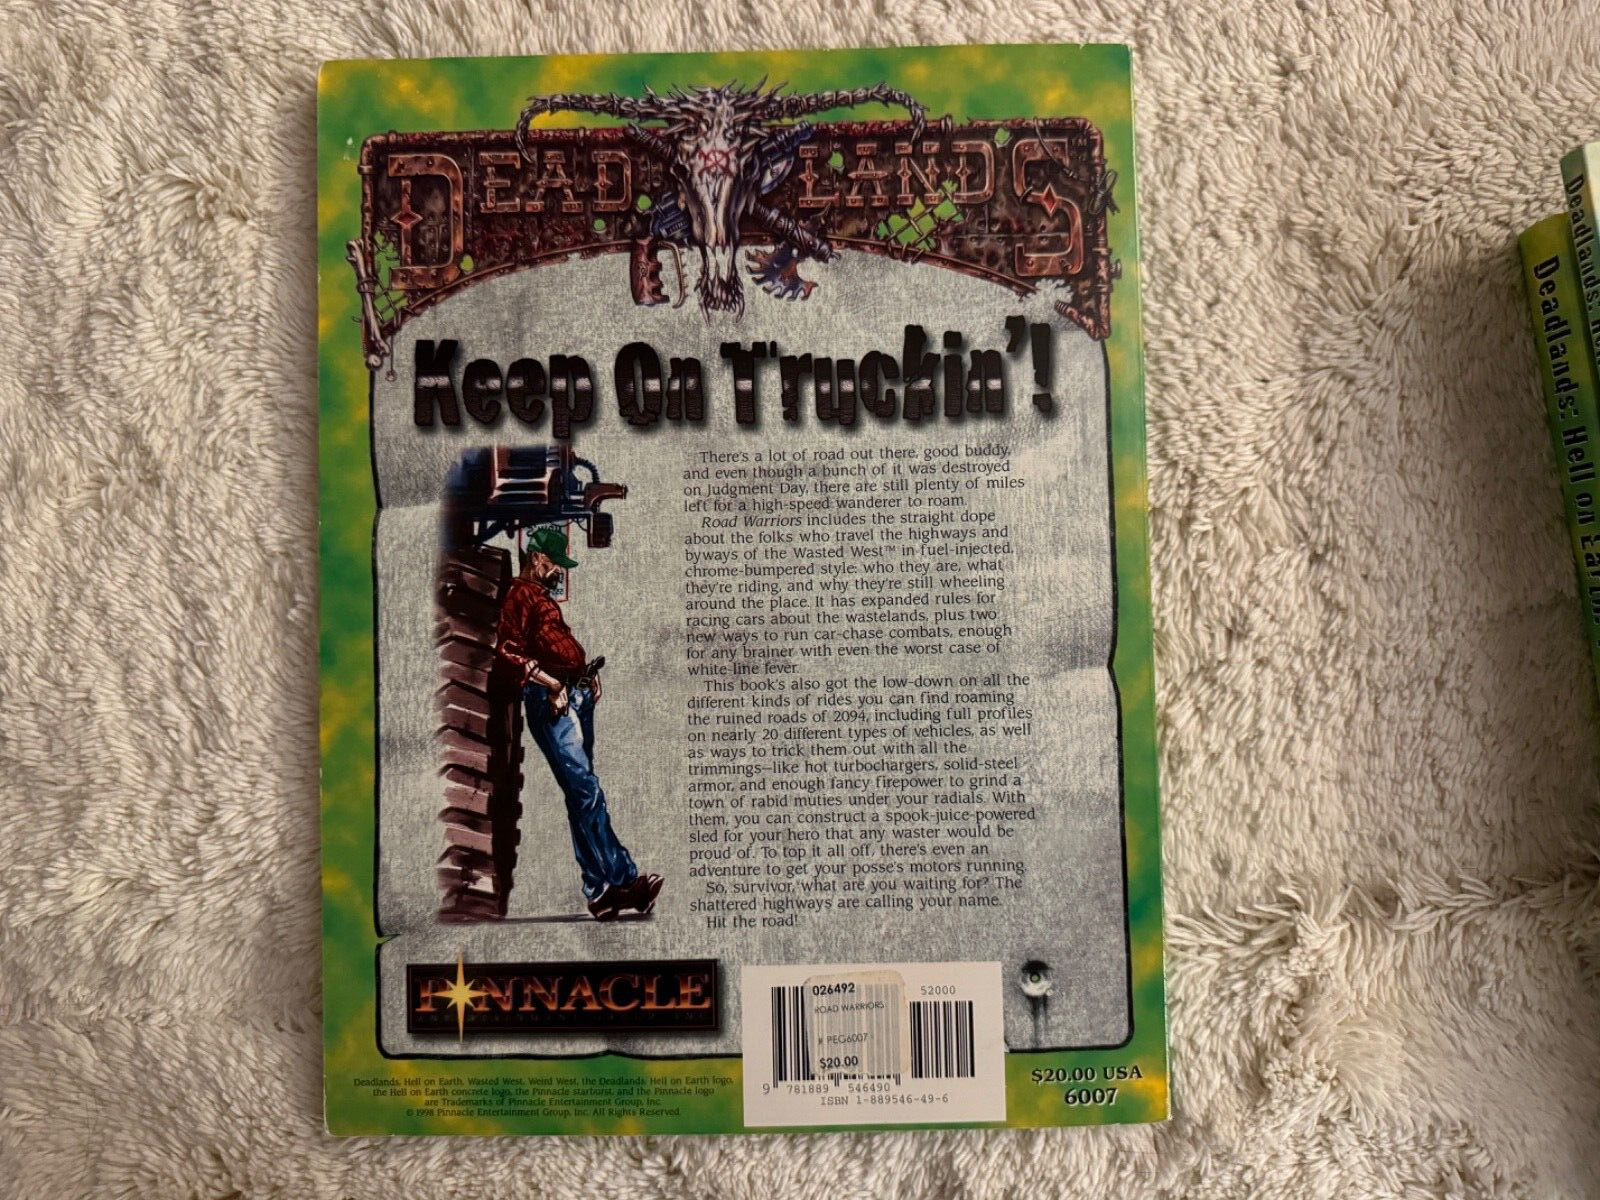 DEADLANDS™
Keep On Truckin'!
There's a lot of road out there, good buddy,
and even though a bunch of it was destroyed
on Judgment Day, there are still plenty of miles
left for a high-speed wanderer to roam.
Road Warriors includes the straight dope
about the folks who travel the highways and
byways of the Wasted West™ in fuel-injected,
chrome-bumpered style: who they are, what
they're riding, and why they're still wheeling
around the place. It has expanded rules for
racing cars about the wastelands, plus two
new ways to run car-chase combats, enough
for any brainer with even the worst case of
white-line fever.
This book's also got the low-down on all the
different kinds of rides you can find roaming
the ruined roads of 2094, including full profiles
on nearly 20 different types of vehicles, as well
as ways to trick them out with all the
trimmings—like hot turbochargers, solid-steel
armor, and enough fancy firepower to grind a
town of rabid muties under your radials. With
them, you can construct a spook-juice-powered
sled for your hero that any waster would be
proud of. To top it all off, there's even an
adventure to get your posse's motors running.
So, survivor, what are you waiting for? The
shattered highways are calling your name.
Hit the road!
PINNACLE
ENTERTAINMENT GROUP, INC.
026492
ROAD WARRIORS
# PEG6007
$20.00
52000
9 781889 546490
ISBN 1-889546-49-6
$20.00 USA
6007
Deadlands, Hell on Earth, Wasted West, Weird West, the Deadlands: Hell on Earth logo,
the Hell on Earth concrete logo, the Pinnacle starburst, and the Pinnacle logo
are Trademarks of Pinnacle Entertainment Group, Inc.
© 1998 Pinnacle Entertainment Group, Inc. All Rights Reserved.
Deadlands: Hell on Earth
Deadlands: Hell